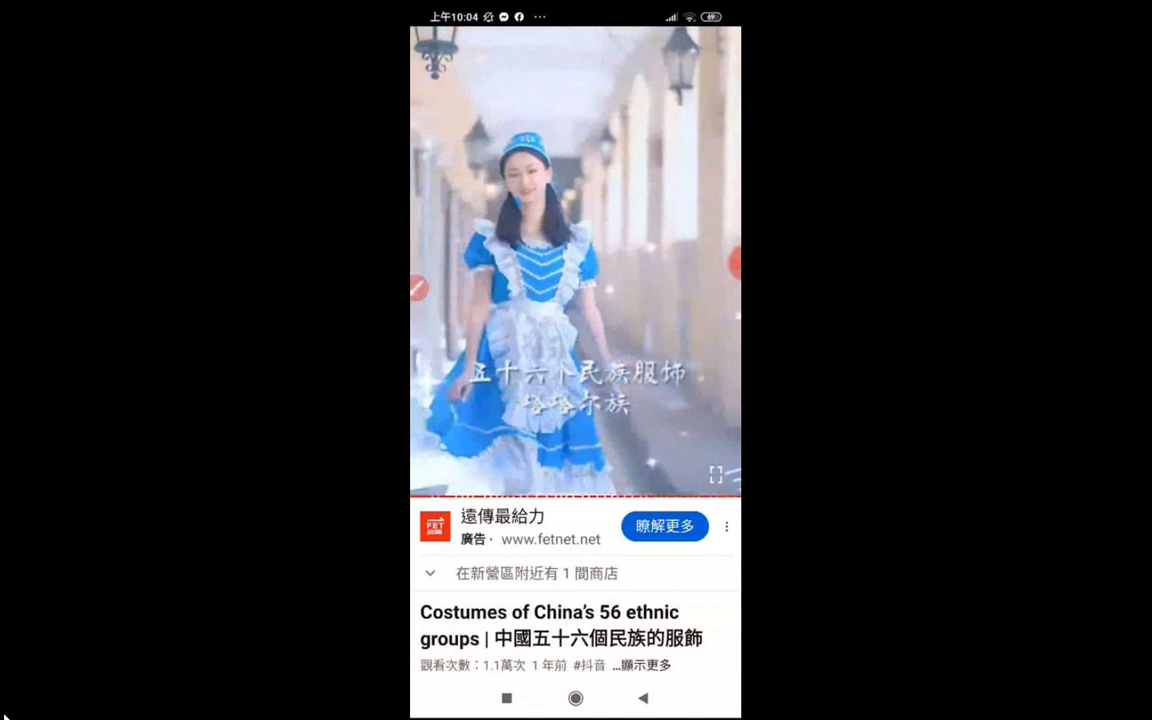 上午10:04
69
五十六个民族服饰
塔塔尔族
FET
遠傳
遠傳最給力
廣告 · www.fetnet.net
瞭解更多
在新營區附近有 1 間商店
Costumes of China’s 56 ethnic
groups | 中國五十六個民族的服飾
觀看次數：1.1萬次 1 年前 #抖音 ...顯示更多